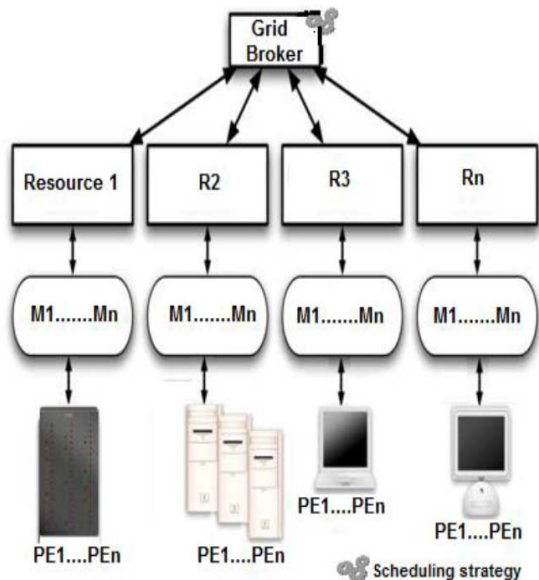 Grid
Broker
Resource 1
R2
R3
Rn
M1.......Mn
M1.......Mn
M1.......Mn
M1.......Mn
PE1....PEn
PE1....PEn
PE1....PEn
PE1....PEn
Scheduling strategy